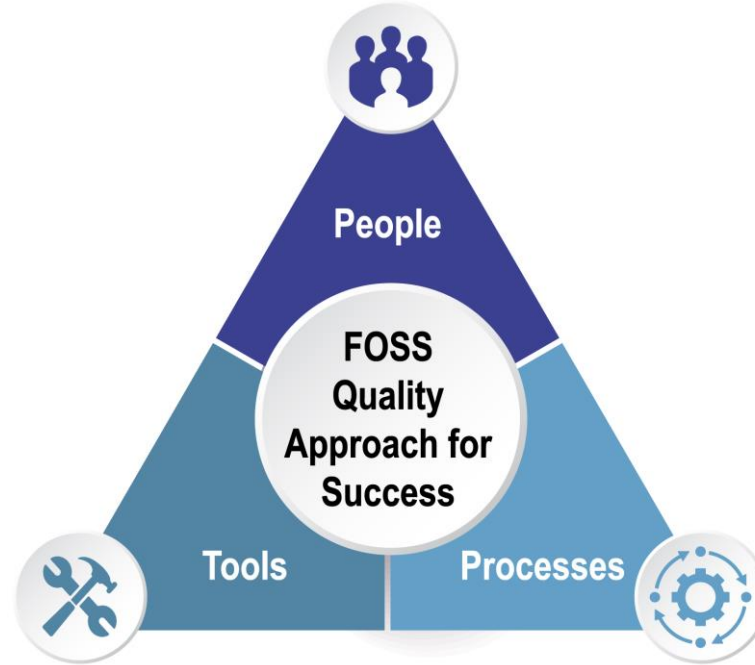 People
FOSS
Quality
Approach for
Success
Tools
Processes